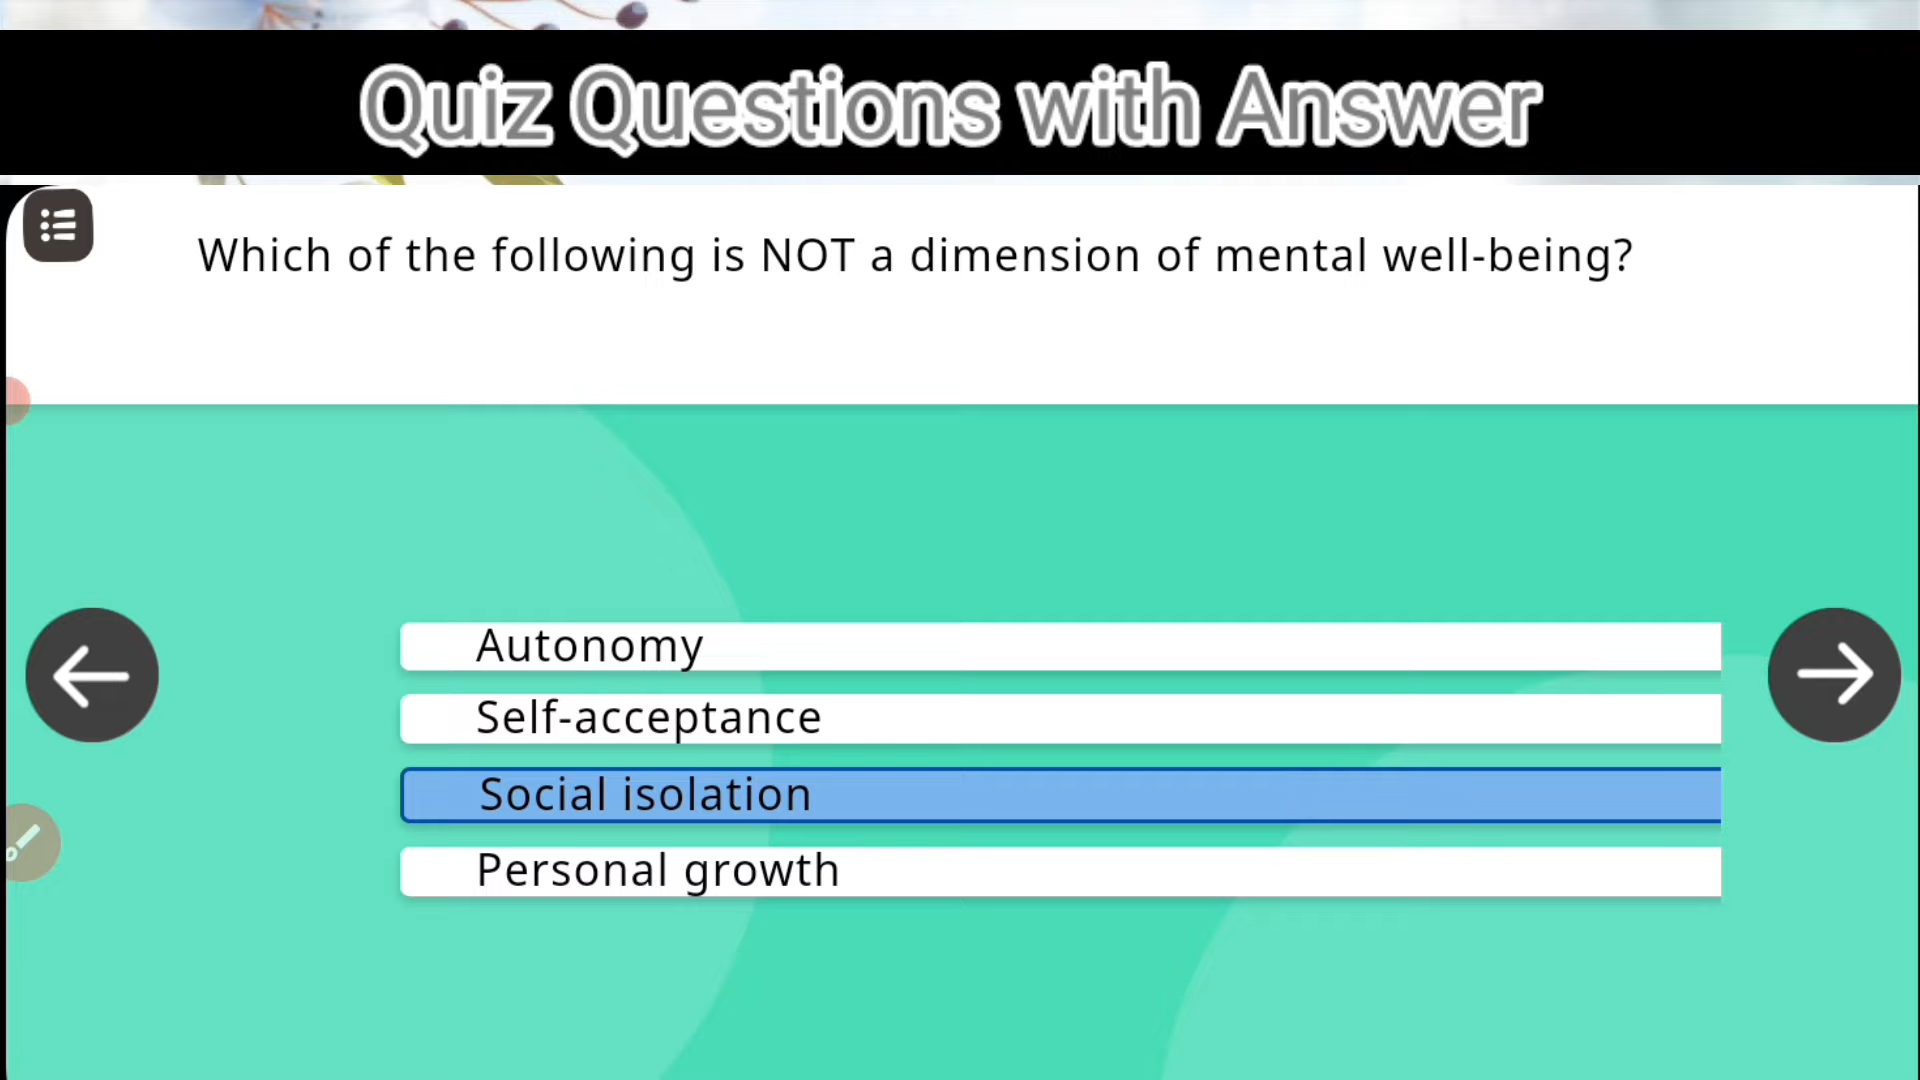 Quiz Questions with Answer
Which of the following is NOT a dimension of mental well-being?
Autonomy
Self-acceptance
Social isolation
Personal growth